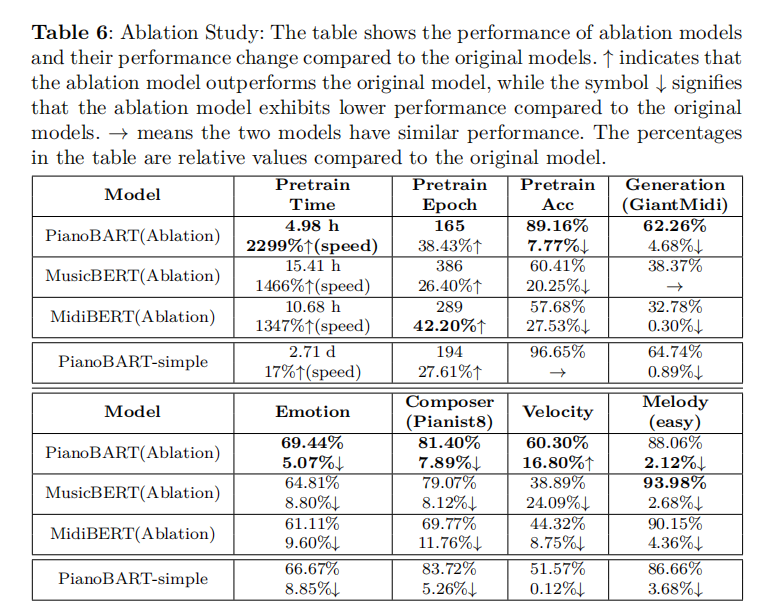 Table 6: Ablation Study: The table shows the performance of ablation models
and their performance change compared to the original models. ↑ indicates that
the ablation model outperforms the original model, while the symbol ↓ signifies
that the ablation model exhibits lower performance compared to the original
models. → means the two models have similar performance. The percentages
in the table are relative values compared to the original model.
Model Pretrain Time Pretrain Epoch Pretrain Acc Generation (GiantMidi)
PianoBART(Ablation) 4.98 h 165 89.16% 62.26%
2299%↑(speed) 38.43%↑ 7.77%↓ 4.68%↓
MusicBERT(Ablation) 15.41 h 386 60.41% 38.37%
1466%↑(speed) 26.40%↑ 20.25%↓ →
MidiBERT(Ablation) 10.68 h 289 57.68% 32.78%
1347%↑(speed) 42.20%↑ 27.53%↓ 0.30%↓
PianoBART-simple 2.71 d 194 96.65% 64.74%
17%↑(speed) 27.61%↑ → 0.89%↓
Model Emotion Composer (Pianist8) Velocity Melody (easy)
PianoBART(Ablation) 69.44% 81.40% 60.30% 88.06%
5.07%↓ 7.89%↓ 16.80%↑ 2.12%↓
MusicBERT(Ablation) 64.81% 79.07% 38.89% 93.98%
8.80%↓ 8.12%↓ 24.09%↓ 2.68%↓
MidiBERT(Ablation) 61.11% 69.77% 44.32% 90.15%
9.60%↓ 11.76%↓ 8.75%↓ 4.36%↓
PianoBART-simple 66.67% 83.72% 51.57% 86.66%
8.85%↓ 5.26%↓ 0.12%↓ 3.68%↓